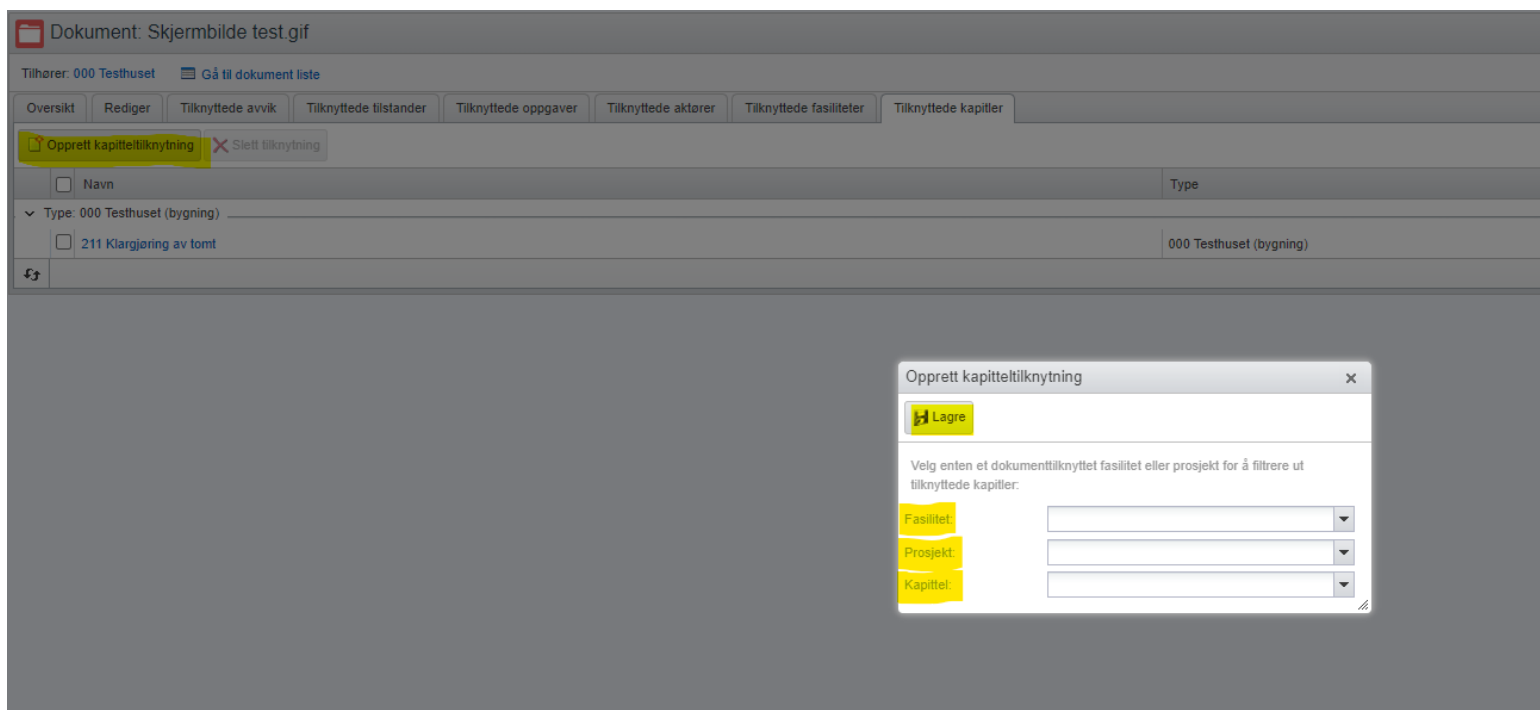 Dokument: Skjermbilde test.gif
Tilhører: 000 Testhuset Gå til dokument liste
Oversikt Rediger Tilknyttede avvik Tilknyttede tilstander Tilknyttede oppgaver Tilknyttede aktører Tilknyttede fasiliteter Tilknyttede kapitler
Opprett kapitteltilknytning Slett tilknytning
Navn Type
Type: 000 Testhuset (bygning)
211 Klargjøring av tomt 000 Testhuset (bygning)
Opprett kapitteltilknytning
Lagre
Velg enten et dokumenttilknyttet fasilitet eller prosjekt for å filtrere ut
tilknyttede kapitler:
Fasilitet:
Prosjekt:
Kapittel: